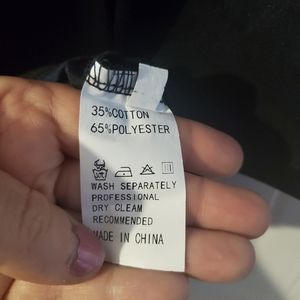 35%COTTON
65%POLYESTER
WASH SEPARATELY
PROFESSIONAL
DRY CLEAM
RECOMMENDED
MADE IN CHINA